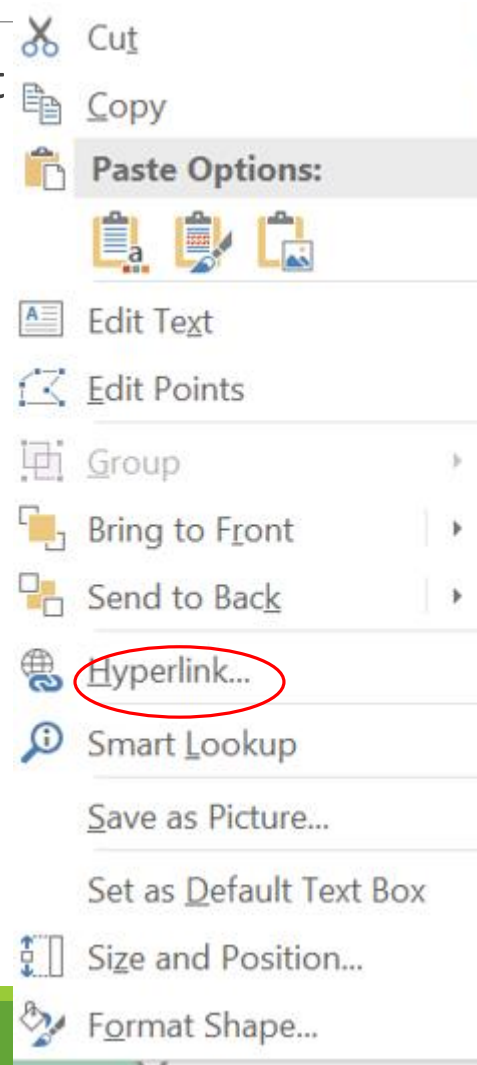 Cut
t
Copy
Paste Options:
a
Edit Text
A
Edit Points
Group
Bring to Front
Send to Back
Hyperlink...
Smart Lookup
Save as Picture...
Set as Default Text Box
Size and Position...
Format Shape...